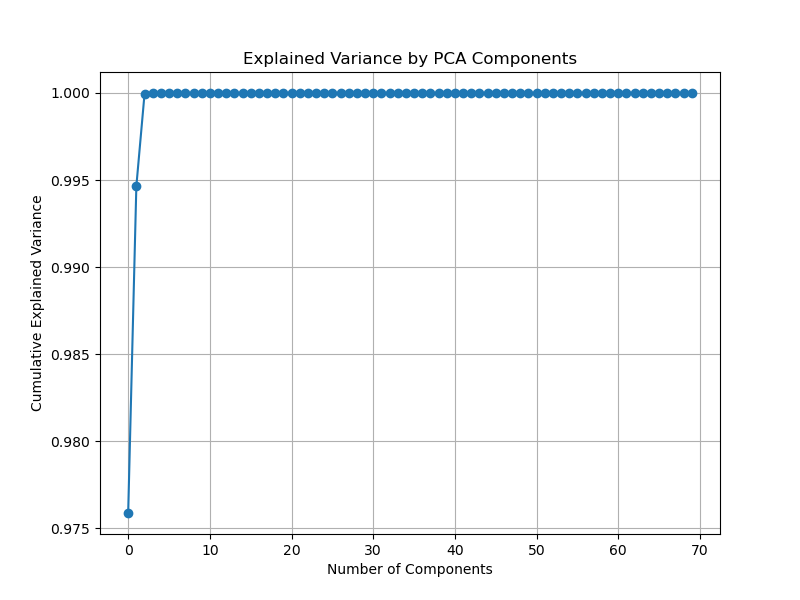 Explained Variance by PCA Components
1.000
0.995
0.990
0.985
0.980
0.975
Cumulative Explained Variance
0 10 20 30 40 50 60 70
Number of Components